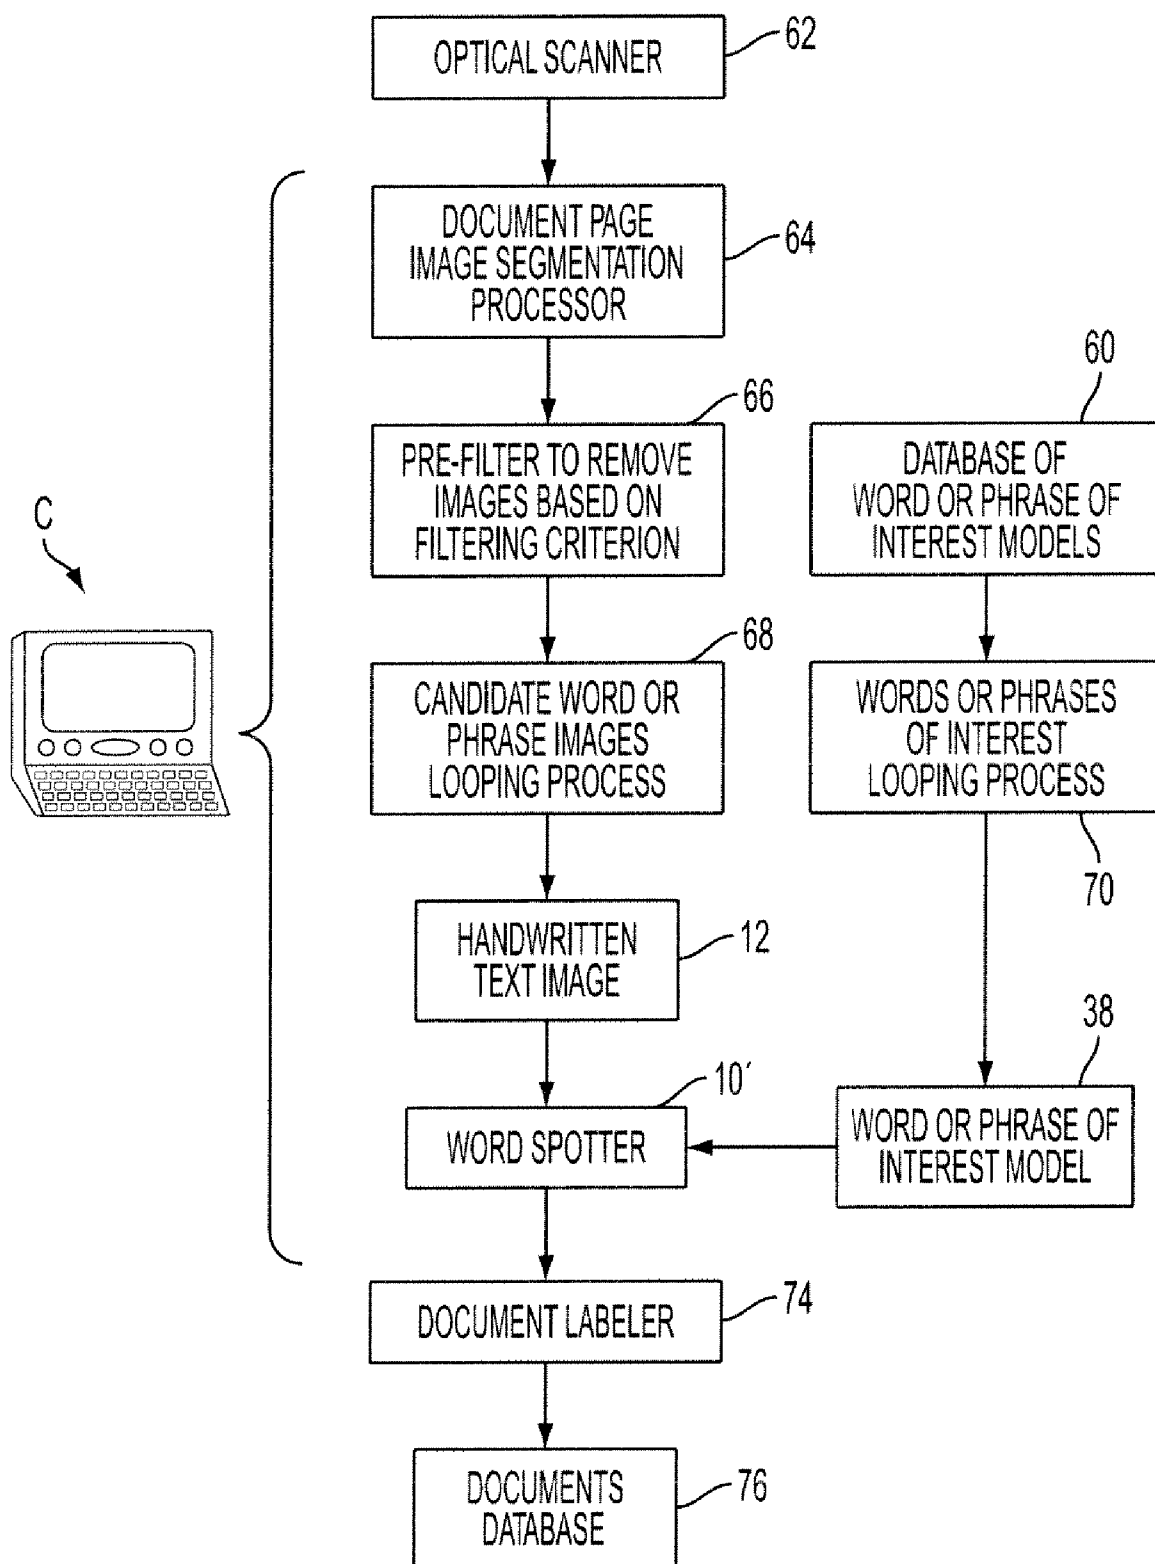 OPTICAL SCANNER
62
DOCUMENT PAGE
IMAGE SEGMENTATION
PROCESSOR
64
66
PRE-FILTER TO REMOVE
IMAGES BASED ON
FILTERING CRITERION
60
DATABASE OF
WORD OR PHRASE OF
INTEREST MODELS
C
68
CANDIDATE WORD OR
PHRASE IMAGES
LOOPING PROCESS
WORDS OR PHRASES
OF INTEREST
LOOPING PROCESS
70
HANDWRITTEN
TEXT IMAGE
12
38
WORD OR PHRASE OF
INTEREST MODEL
10´
WORD SPOTTER
DOCUMENT LABELER
74
DOCUMENTS
DATABASE
76